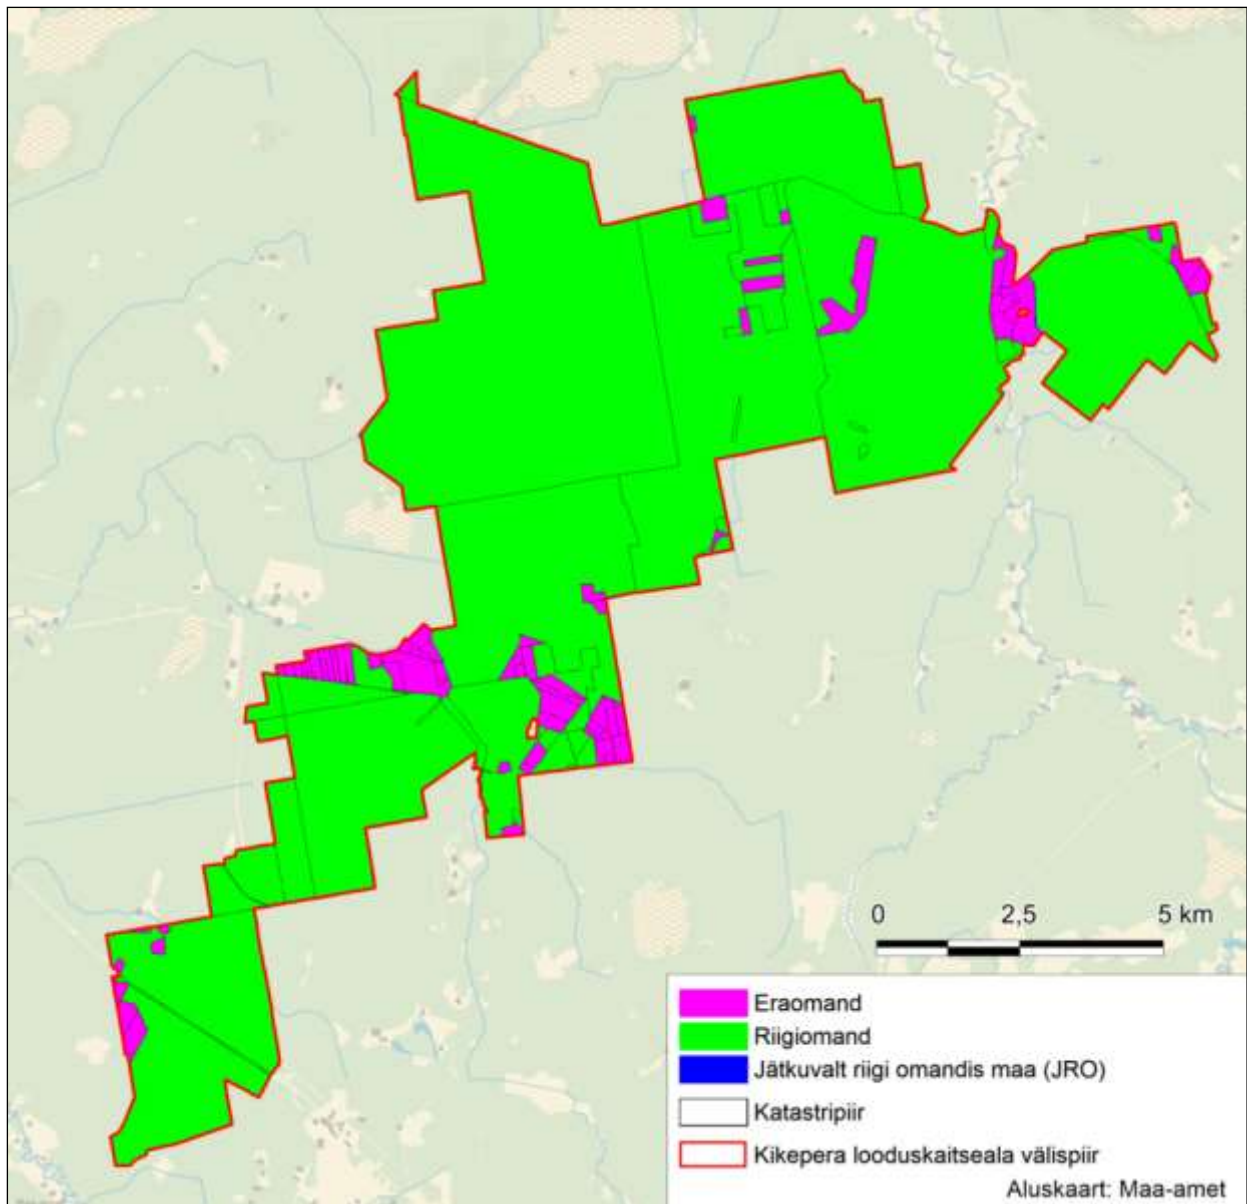 0 2,5 5 km
Eraomand
Riigiomand
Jätkuvalt riigi omandis maa (JRO)
Katastripiir
Kikepera looduskaitseala välispiir
Aluskaart: Maa-amet